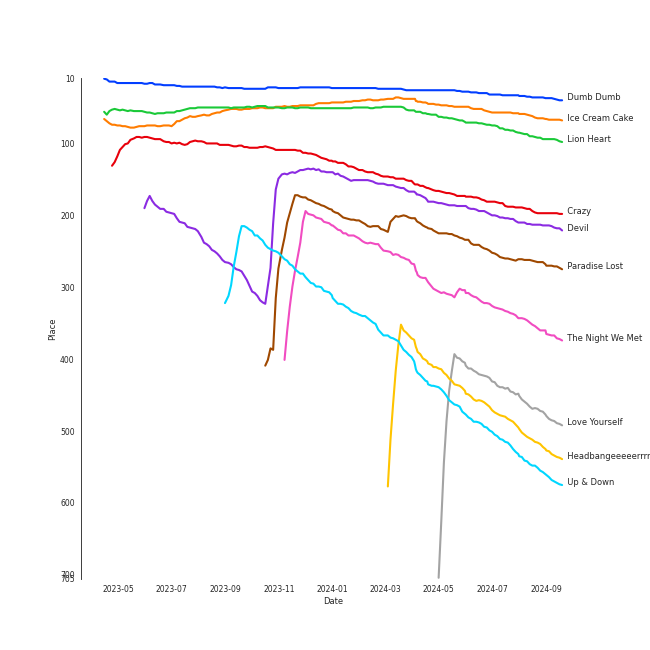 10
100
200
300
400
500
600
700
705
Place
2023-05
2023-07
2023-09
2023-11
2024-01
2024-03
2024-05
2024-07
2024-09
Date
Dumb Dumb
Ice Cream Cake
Lion Heart
Crazy
Devil
Paradise Lost
The Night We Met
Love Yourself
Headbangeeeeerrrr
Up & Down